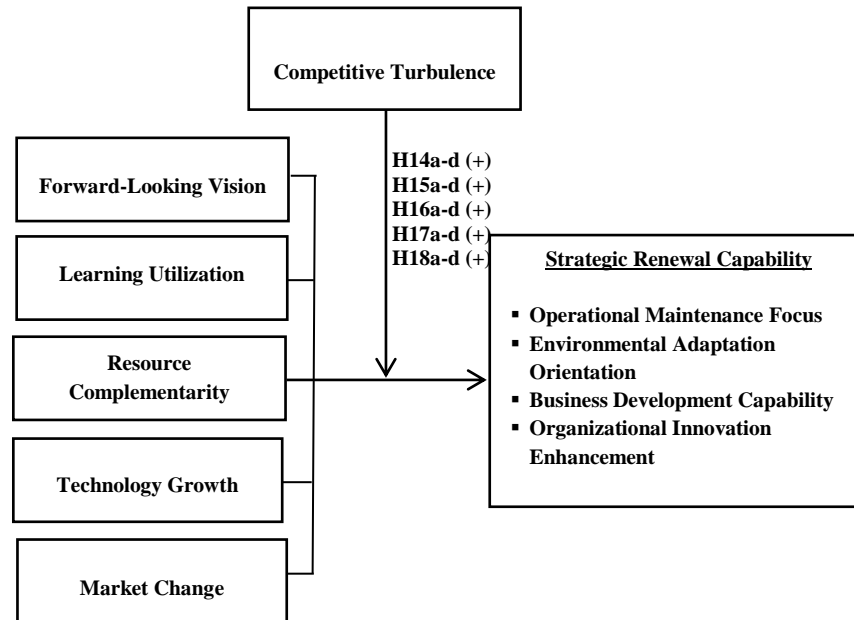 Competitive Turbulence
H14a-d (+)
H15a-d (+)
H16a-d (+)
H17a-d (+)
H18a-d (+)
Forward-Looking Vision
Learning Utilization
Resource
Complementarity
Technology Growth
Market Change
Strategic Renewal Capability
▪ Operational Maintenance Focus
▪ Environmental Adaptation
Orientation
▪ Business Development Capability
▪ Organizational Innovation
Enhancement